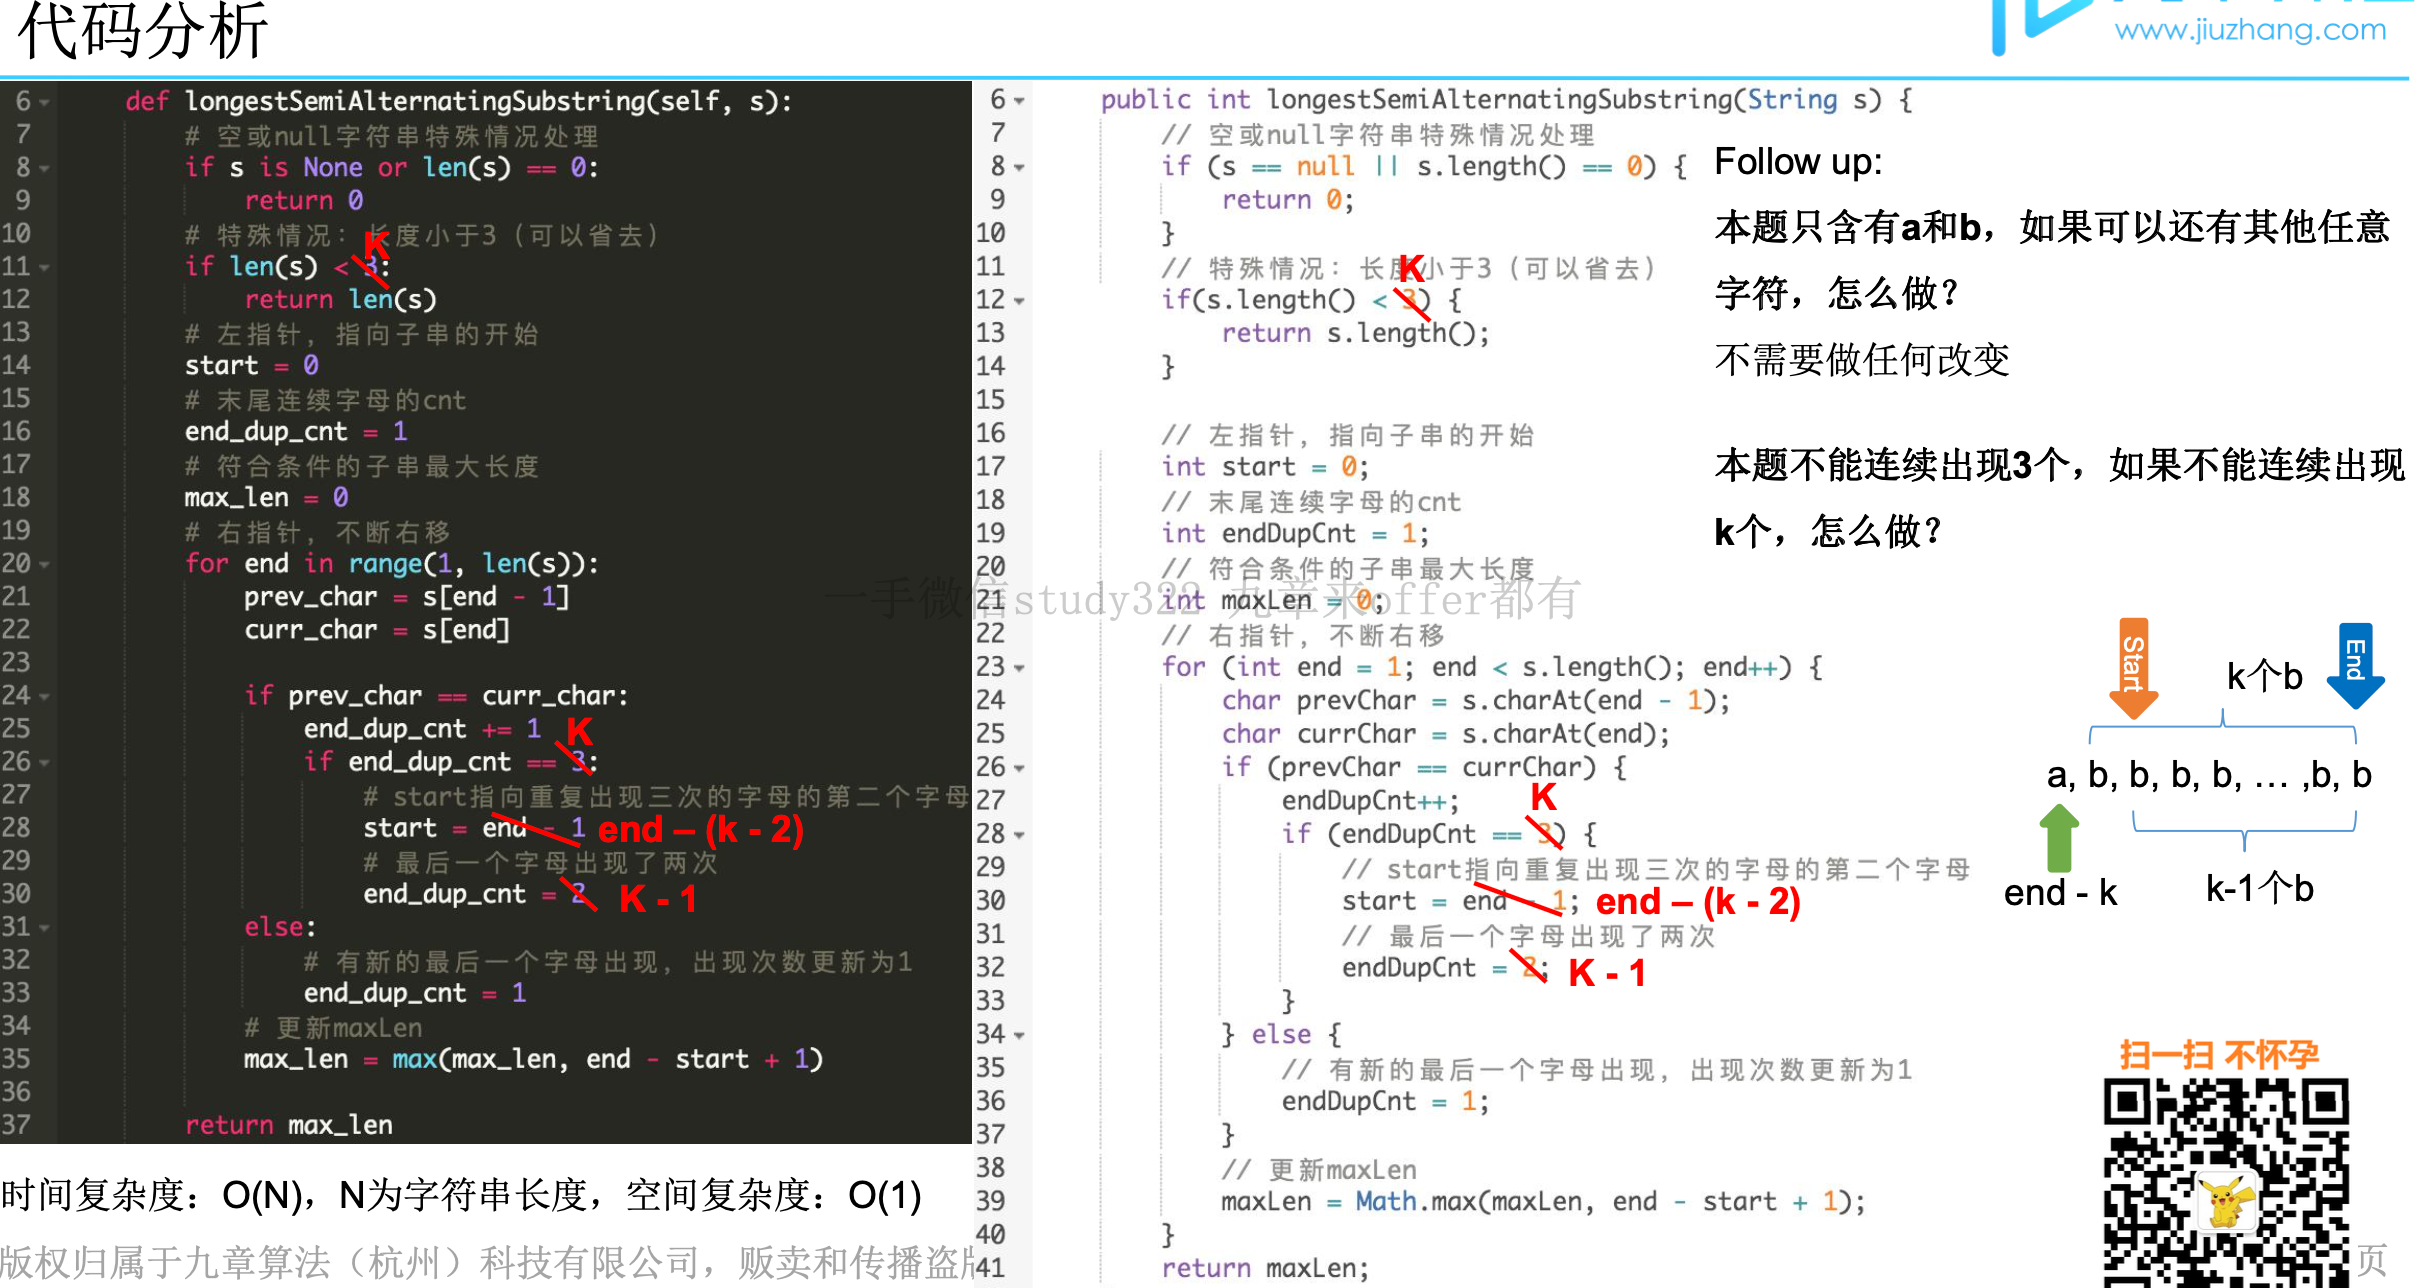 代码分析
www.jiuzhang.com
6 def longestSemiAlternatingSubstring(self, s):
7 # 空或null字符串特殊情况处理
8 if s is None or len(s) == 0:
9 return 0
10 # 特殊情况：长度小于3（可以省去）
K
11 if len(s) < 3:
12 return len(s)
13 # 左指针，指向子串的开始
14 start = 0
15 # 末尾连续字母的cnt
16 end_dup_cnt = 1
17 # 符合条件的子串最大长度
18 max_len = 0
19 # 右指针，不断右移
20 for end in range(1, len(s)):
21 prev_char = s[end - 1]
22 curr_char = s[end]
23
24 if prev_char == curr_char:
25 end_dup_cnt += 1
K
26 if end_dup_cnt == 3:
27 # start指向重复出现三次的字母的第二个字母
28 start = end - 1 end – (k - 2)
29 # 最后一个字母出现了两次
30 end_dup_cnt = 2 K - 1
31 else:
32 # 有新的最后一个字母出现，出现次数更新为1
33 end_dup_cnt = 1
34 # 更新maxLen
35 max_len = max(max_len, end - start + 1)
36
37 return max_len
时间复杂度：O(N)，N为字符串长度，空间复杂度：O(1)
版权归属于九章算法（杭州）科技有限公司，贩卖和传播盗版
6 public int longestSemiAlternatingSubstring(String s) {
7 // 空或null字符串特殊情况处理
8 if (s == null || s.length() == 0) {
9 return 0;
10 }
11 // 特殊情况：长度小于3（可以省去）
K
12 if(s.length() < 3) {
13 return s.length();
14 }
15
16 // 左指针，指向子串的开始
17 int start = 0;
18 // 末尾连续字母的cnt
19 int endDupCnt = 1;
20 // 符合条件的子串最大长度
21 int maxLen = 0;
22 // 右指针，不断右移
23 for (int end = 1; end < s.length(); end++) {
24 char prevChar = s.charAt(end - 1);
25 char currChar = s.charAt(end);
26 if (prevChar == currChar) {
27 endDupCnt++;
K
28 if (endDupCnt == 3) {
29 // start指向重复出现三次的字母的第二个字母
30 start = end - 1; end – (k - 2)
31 // 最后一个字母出现了两次
32 endDupCnt = 2; K - 1
33 }
34 } else {
35 // 有新的最后一个字母出现，出现次数更新为1
36 endDupCnt = 1;
37 }
38 // 更新maxLen
39 maxLen = Math.max(maxLen, end - start + 1);
40 }
41 return maxLen;
一手微信study322 九章来offer都有
Follow up:
本题只含有a和b，如果可以还有其他任意
字符，怎么做？
不需要做任何改变
本题不能连续出现3个，如果不能连续出现
k个，怎么做？
Start
k个b
End
a, b, b, b, b, … ,b, b
end - k
k-1个b
扫一扫 不怀孕
页